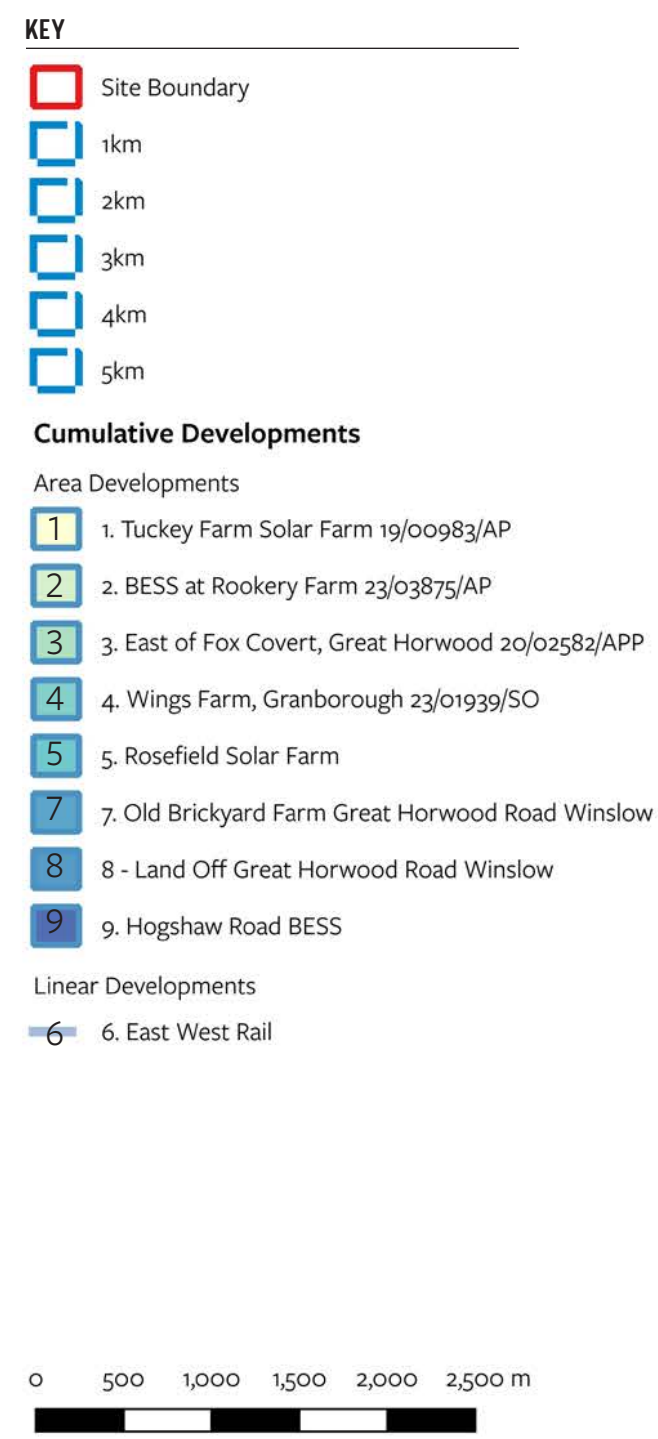 KEY
Site Boundary
1km
2km
3km
4km
5km
Cumulative Developments
Area Developments
1 1. Tuckey Farm Solar Farm 19/00983/AP
2 2. BESS at Rookery Farm 23/03875/AP
3 3. East of Fox Covert, Great Horwood 20/02582/APP
4 4. Wings Farm, Granborough 23/01939/SO
5 5. Rosefield Solar Farm
7 7. Old Brickyard Farm Great Horwood Road Winslow
8 8 - Land Off Great Horwood Road Winslow
9 9. Hogshaw Road BESS
Linear Developments
6 6. East West Rail
0 500 1,000 1,500 2,000 2,500 m